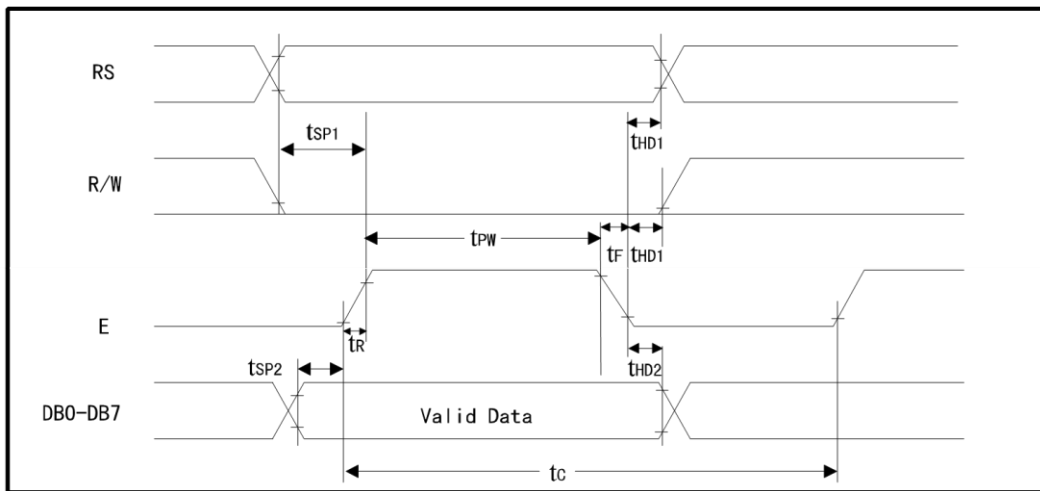 RS
tSP1
tHD1
R/W
tPW
tF
tHD1
E
tR
tSP2
tHD2
DB0-DB7
Valid Data
tC